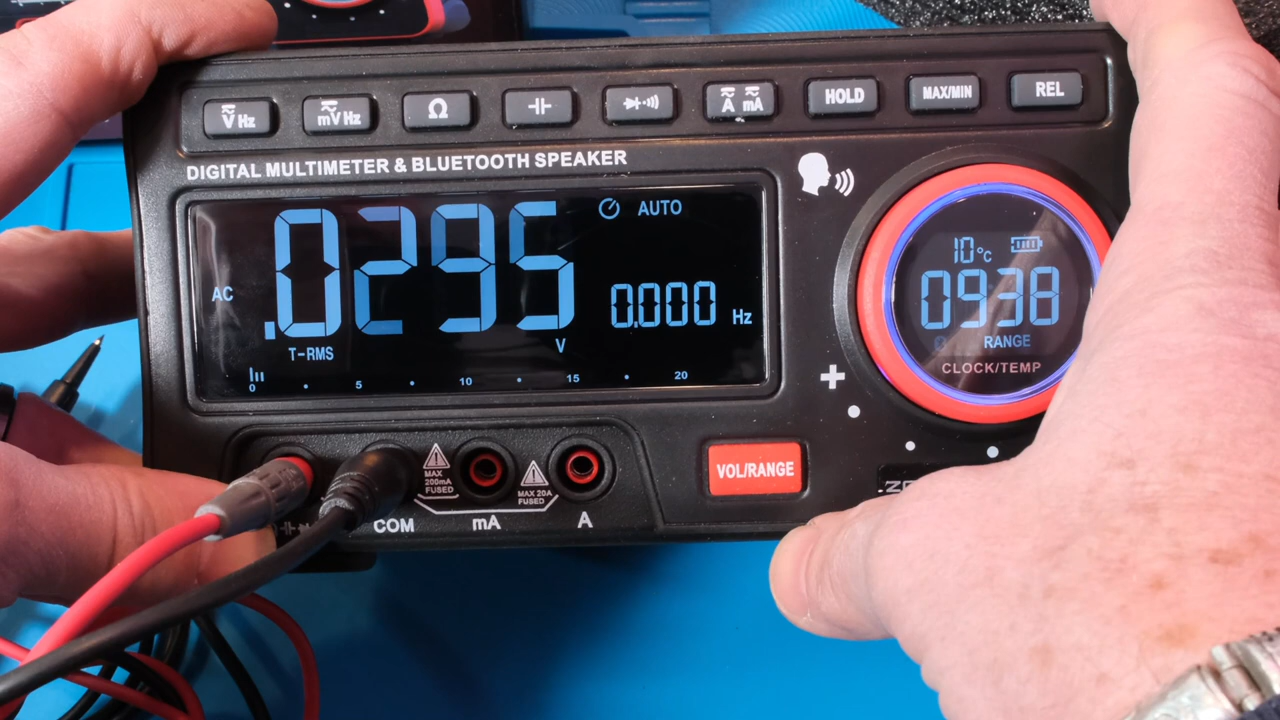 V Hz
mV Hz
Ω
A mA
HOLD
MAX/MIN
REL
DIGITAL MULTIMETER & BLUETOOTH SPEAKER
AUTO
AC
.0295
0.000 Hz
T-RMS
V
0 5 10 15 20
10°C
0938
RANGE
CLOCK/TEMP
VOL/RANGE
MAX
200mA
FUSED
MAX 20A
FUSED
COM
mA
A